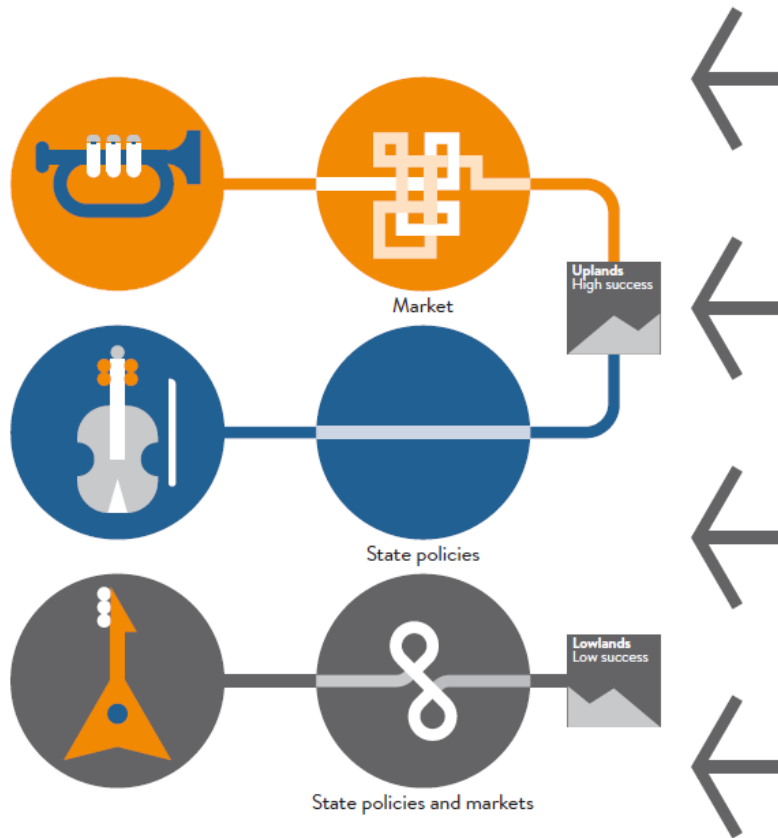 Uplands
High success
Market
State policies
Lowlands
Low success
State policies and markets